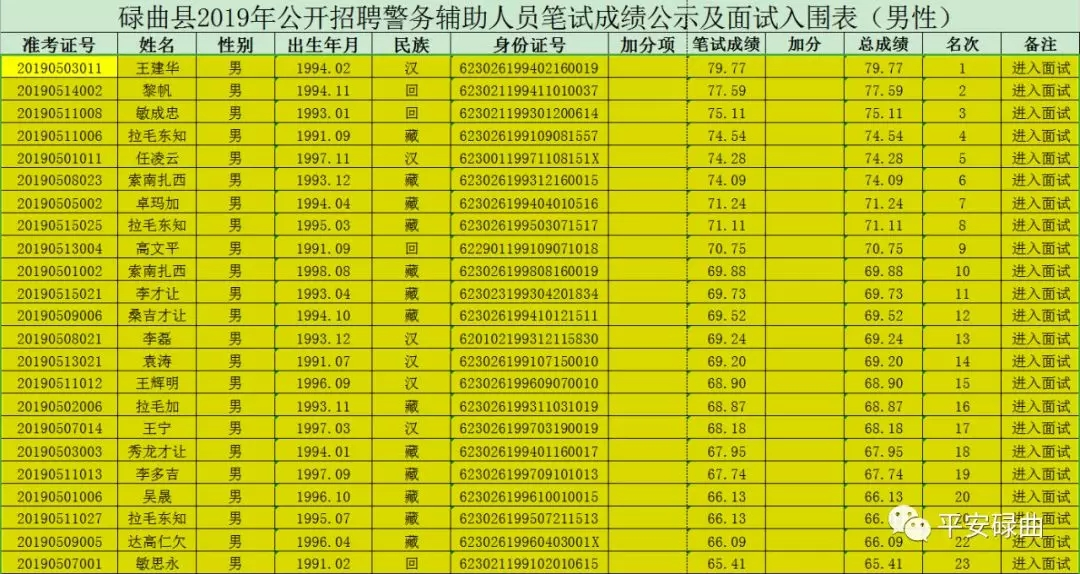 碌曲县2019年公开招聘警务辅助人员笔试成绩公示及面试入围表（男性）
准考证号 姓名 性别 出生年月 民族 身份证号 加分项 笔试成绩 加分 总成绩 名次 备注
20190503011 王建华 男 1994.02 汉 623026199402160019 79.77 79.77 1 进入面试
20190514002 黎帆 男 1994.11 回 623021199411010037 77.59 77.59 2 进入面试
20190511008 敏成忠 男 1993.01 回 623021199301200614 75.11 75.11 3 进入面试
20190511006 拉毛东知 男 1991.09 藏 623026199109081557 74.54 74.54 4 进入面试
20190501011 任凌云 男 1997.11 汉 62300119971108151X 74.28 74.28 5 进入面试
20190508023 索南扎西 男 1993.12 藏 623026199312160015 74.09 74.09 6 进入面试
20190505002 卓玛加 男 1994.04 藏 623026199404010516 71.24 71.24 7 进入面试
20190515025 拉毛东知 男 1995.03 藏 623026199503071517 71.11 71.11 8 进入面试
20190513004 高文平 男 1991.09 回 622901199109071018 70.75 70.75 9 进入面试
20190501002 索南扎西 男 1998.08 藏 623026199808160019 69.88 69.88 10 进入面试
20190515021 李才让 男 1993.04 藏 623023199304201834 69.73 69.73 11 进入面试
20190509006 桑吉才让 男 1994.10 藏 623026199410121511 69.52 69.52 12 进入面试
20190508021 李磊 男 1993.12 汉 620102199312115830 69.24 69.24 13 进入面试
20190513021 袁涛 男 1991.07 汉 623026199107150010 69.20 69.20 14 进入面试
20190511012 王辉明 男 1996.09 汉 623026199609070010 68.90 68.90 15 进入面试
20190502006 拉毛加 男 1993.11 藏 623026199311031019 68.87 68.87 16 进入面试
20190507014 王宁 男 1997.03 汉 623026199703190019 68.18 68.18 17 进入面试
20190503003 秀龙才让 男 1994.01 藏 623026199401160017 67.95 67.95 18 进入面试
20190511013 李多吉 男 1997.09 藏 623026199709101013 67.74 67.74 19 进入面试
20190501006 吴晟 男 1996.10 藏 623026199610010015 66.13 66.13 20 进入面试
20190511027 拉毛东知 男 1995.07 藏 623026199507211513 66.13 进入面试
20190509005 达高仁欠 男 1996.04 藏 62302619960403001X 66.09 66.09 22 进入面试
20190507001 敏思永 男 1991.02 回 623026199102010615 65.41 65.41 23 进入面试
平安碌曲